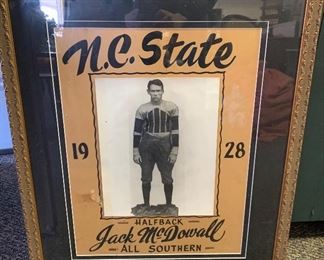 N.C. State
19 28
HALFBACK
Jack McDowall
ALL SOUTHERN